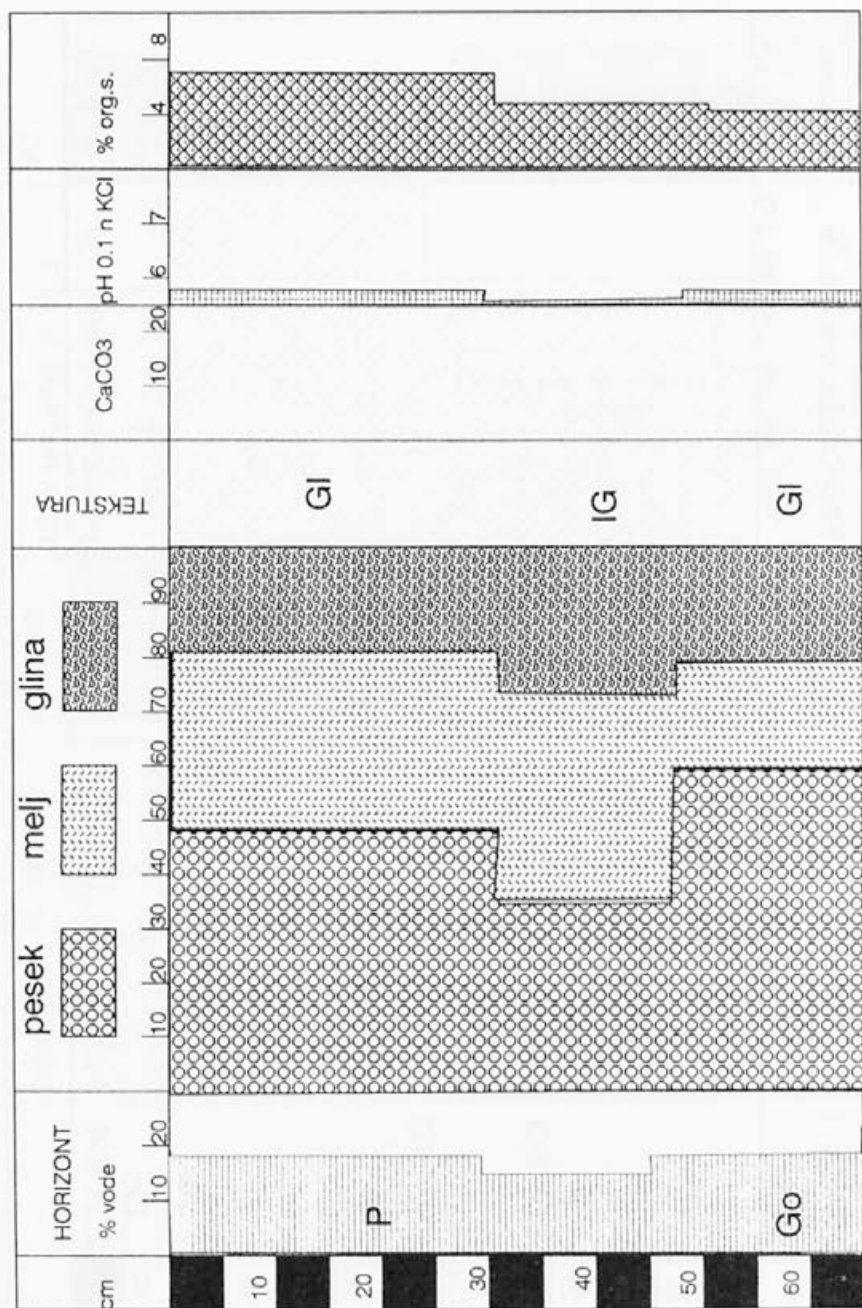 pesek melj glina
cm
HORIZONT
% vode
10 20
10 20 30 40 50 60 70 80 90
TEKSTURA
CaCO3
10 20
pH 0.1 n KCl
6 7
% org.s.
4 8
10
20
30
50
60
P
Go
Gl
IG
Gl